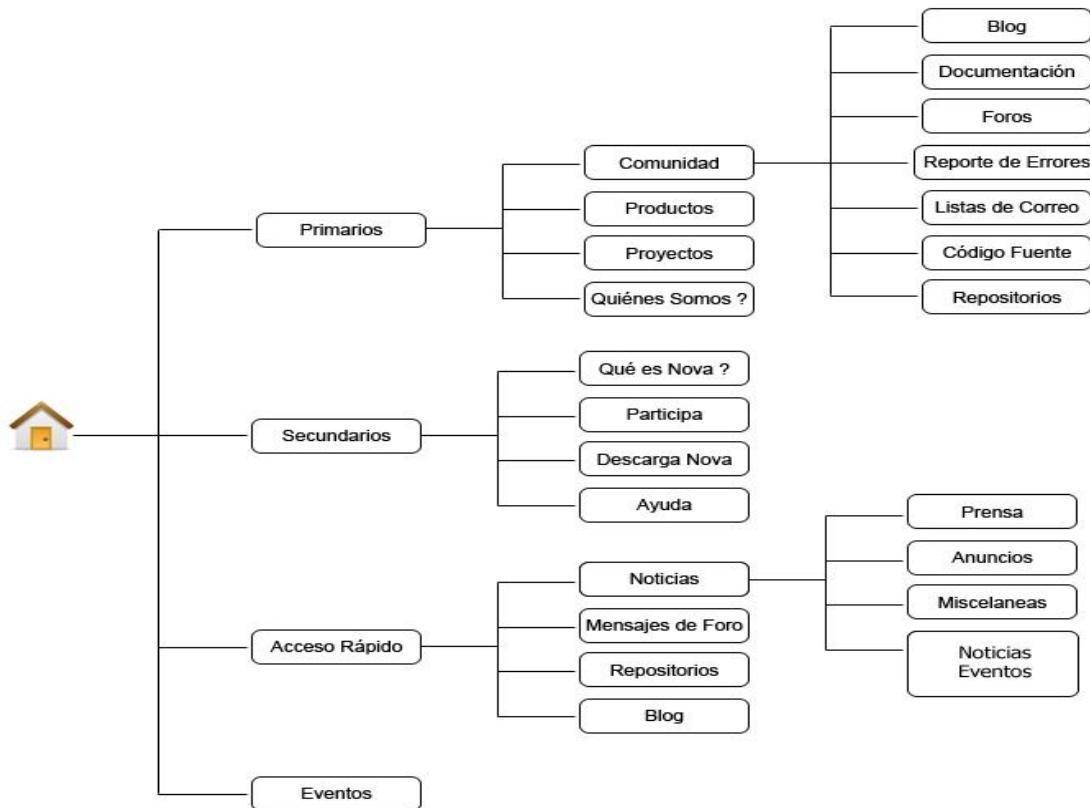 Blog
Documentación
Foros
Comunidad
Reporte de Errores
Productos
Listas de Correo
Primarios
Proyectos
Código Fuente
Quiénes Somos ?
Repositorios
Qué es Nova ?
Participa
Secundarios
Descarga Nova
Ayuda
Prensa
Noticias
Anuncios
Mensajes de Foro
Miscelaneas
Acceso Rápido
Repositorios
Noticias
Eventos
Blog
Eventos